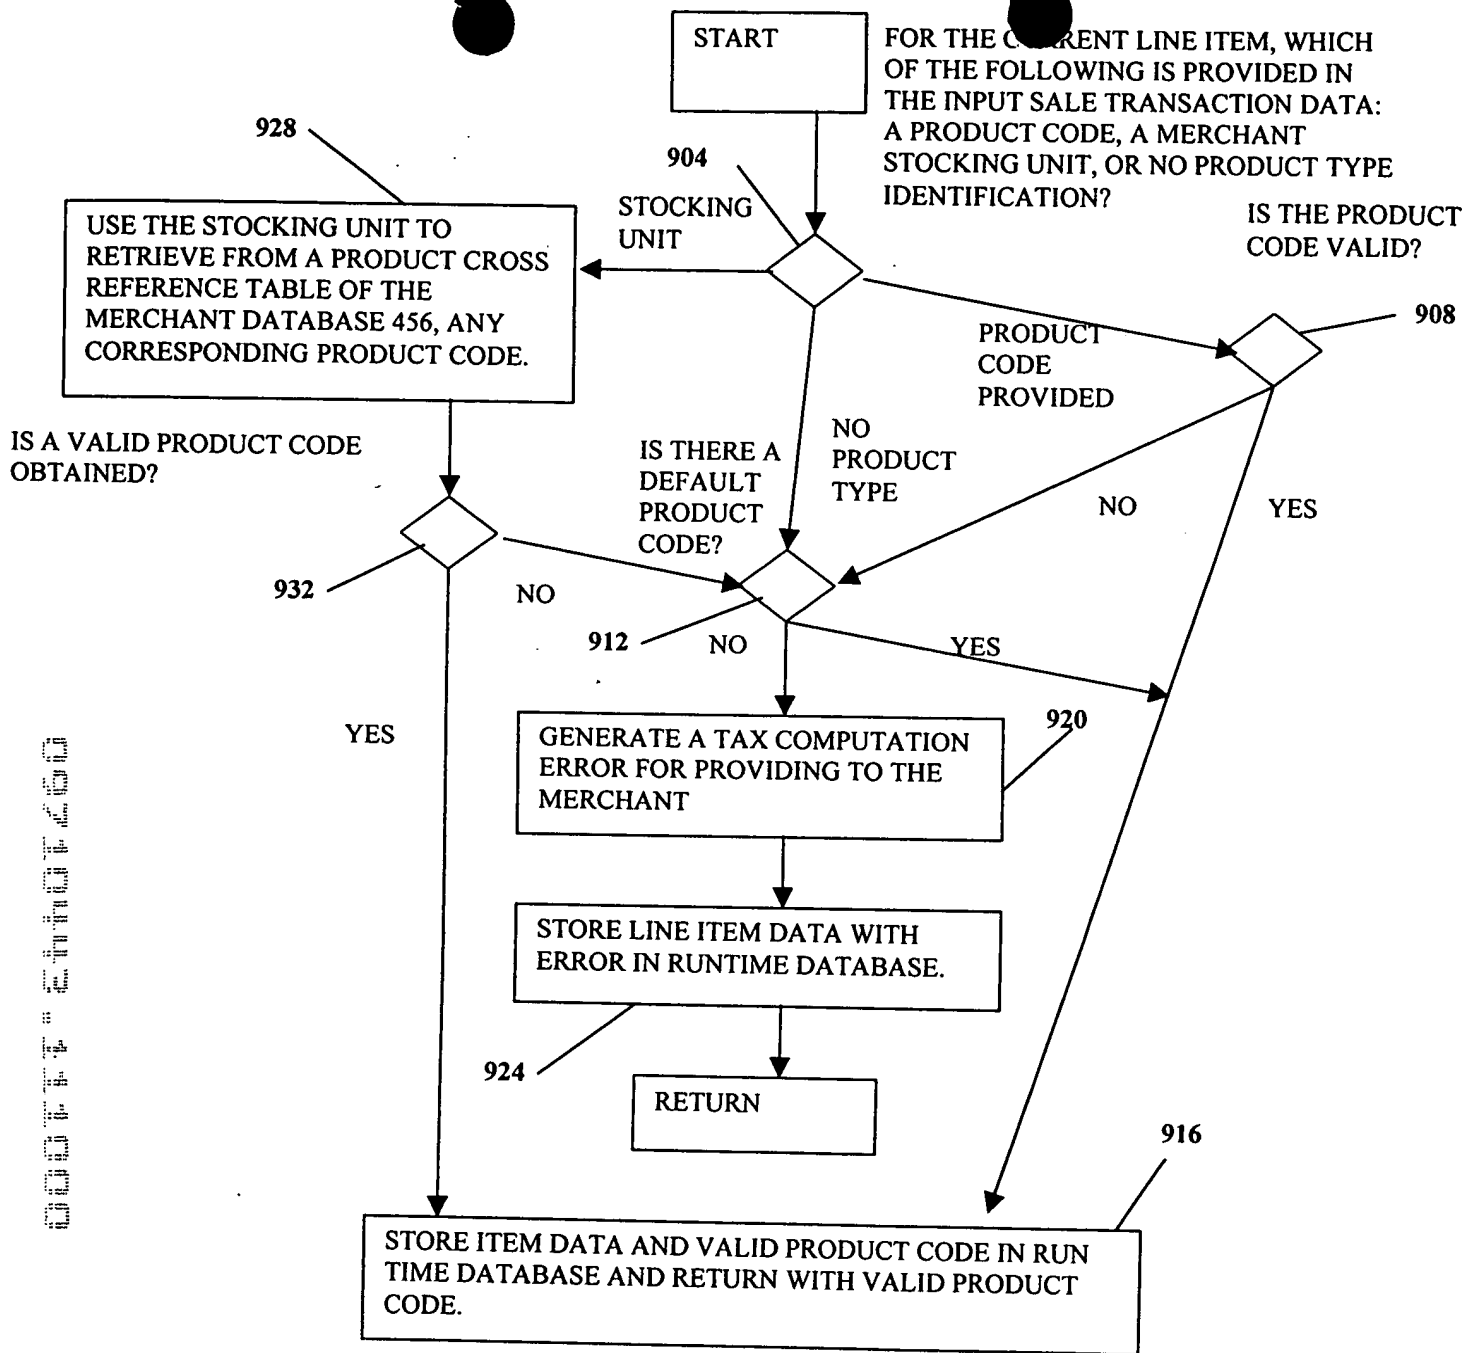 START
FOR THE CURRENT LINE ITEM, WHICH
OF THE FOLLOWING IS PROVIDED IN
THE INPUT SALE TRANSACTION DATA:
A PRODUCT CODE, A MERCHANT
STOCKING UNIT, OR NO PRODUCT TYPE
IDENTIFICATION?
928
904
STOCKING
UNIT
IS THE PRODUCT
CODE VALID?
USE THE STOCKING UNIT TO
RETRIEVE FROM A PRODUCT CROSS
REFERENCE TABLE OF THE
MERCHANT DATABASE 456, ANY
CORRESPONDING PRODUCT CODE.
908
PRODUCT
CODE
PROVIDED
IS A VALID PRODUCT CODE
OBTAINED?
IS THERE A
DEFAULT
PRODUCT
CODE?
NO
PRODUCT
TYPE
NO
YES
932
NO
912
NO
YES
YES
920
GENERATE A TAX COMPUTATION
ERROR FOR PROVIDING TO THE
MERCHANT
STORE LINE ITEM DATA WITH
ERROR IN RUNTIME DATABASE.
924
RETURN
916
STORE ITEM DATA AND VALID PRODUCT CODE IN RUN
TIME DATABASE AND RETURN WITH VALID PRODUCT
CODE.
09710443.111000